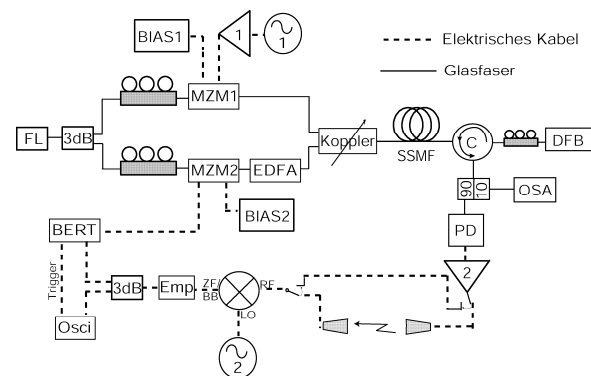 BIAS1
1
1
Elektrisches Kabel
Glasfaser
MZM1
FL
3dB
Koppler
SSMF
C
DFB
MZM2
EDFA
90
10
OSA
BIAS2
PD
BERT
2
Trigger
3dB
Emp
ZF/
BB
RF
LO
Osci
2